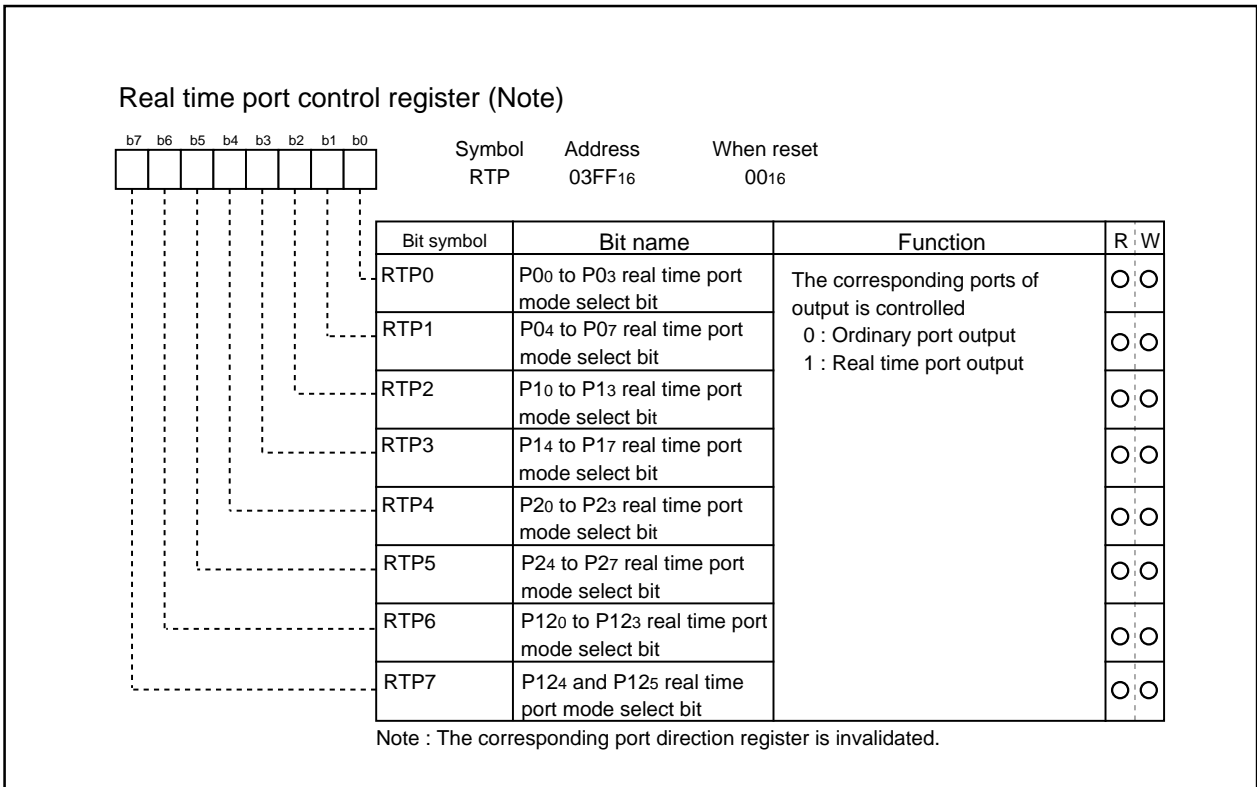 Real time port control register (Note)
b7 b6 b5 b4 b3 b2 b1 b0
Symbol Address When reset
RTP 03FF16 0016
Bit symbol Bit name Function R W
RTP0 P00 to P03 real time port
mode select bit
The corresponding ports of
output is controlled
0 : Ordinary port output
1 : Real time port output
RTP1 P04 to P07 real time port
mode select bit
RTP2 P10 to P13 real time port
mode select bit
RTP3 P14 to P17 real time port
mode select bit
RTP4 P20 to P23 real time port
mode select bit
RTP5 P24 to P27 real time port
mode select bit
RTP6 P120 to P123 real time port
mode select bit
RTP7 P124 and P125 real time
port mode select bit
Note : The corresponding port direction register is invalidated.